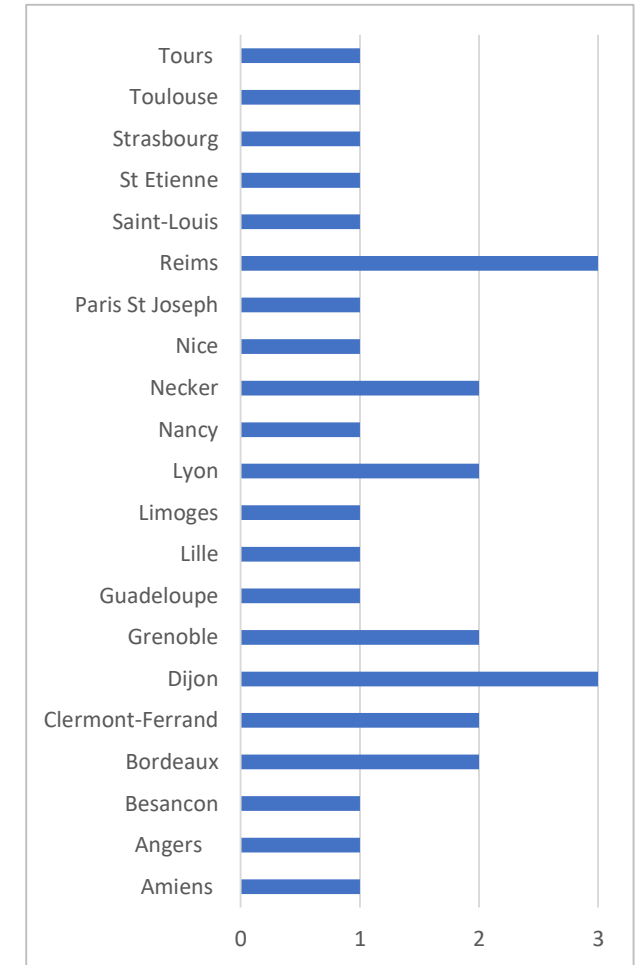 Tours
Toulouse
Strasbourg
St Etienne
Saint-Louis
Reims
Paris St Joseph
Nice
Necker
Nancy
Lyon
Limoges
Lille
Guadeloupe
Grenoble
Dijon
Clermont-Ferrand
Bordeaux
Besancon
Angers
Amiens
0 1 2 3